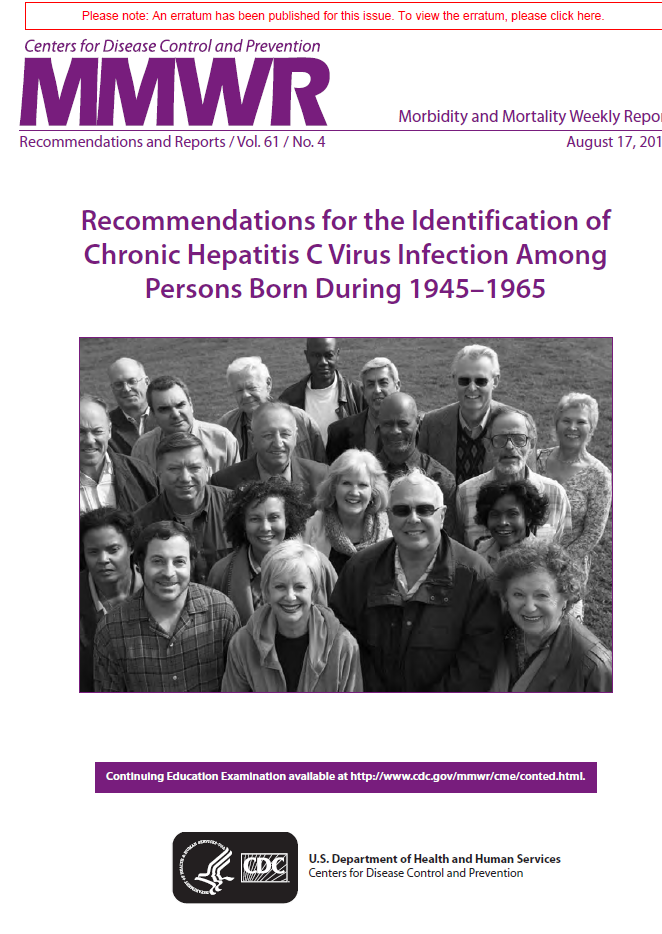 Please note: An erratum has been published for this issue. To view the erratum, please click here.
Centers for Disease Control and Prevention
MMWR
Morbidity and Mortality Weekly Repor
Recommendations and Reports / Vol. 61 / No. 4
August 17, 201
Recommendations for the Identification of
Chronic Hepatitis C Virus Infection Among
Persons Born During 1945–1965
Continuing Education Examination available at http://www.cdc.gov/mmwr/cme/conted.html.
CDC
U.S. Department of Health and Human Services
Centers for Disease Control and Prevention